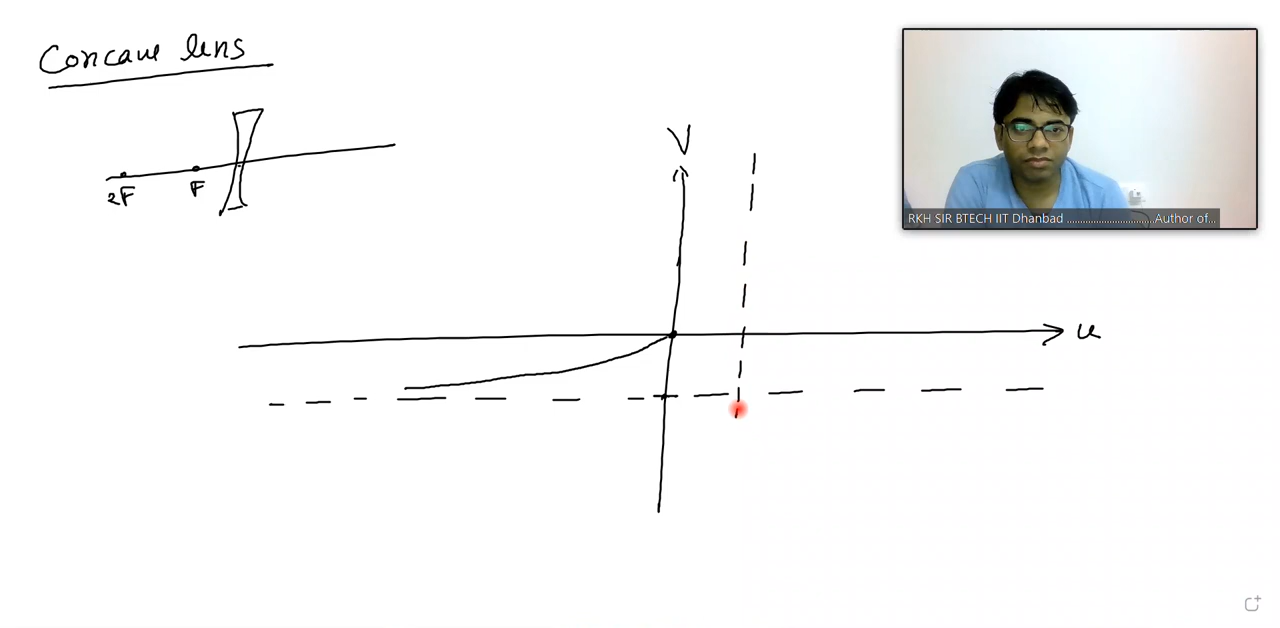 Concave lens
2F
F
V
u
RKH SIR BTECH IIT Dhanbad ..................................Author of...